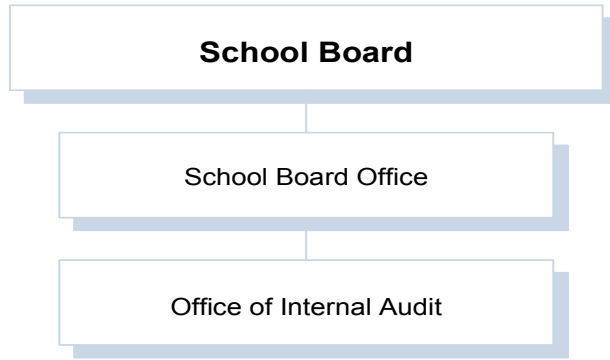 School Board
School Board Office
Office of Internal Audit